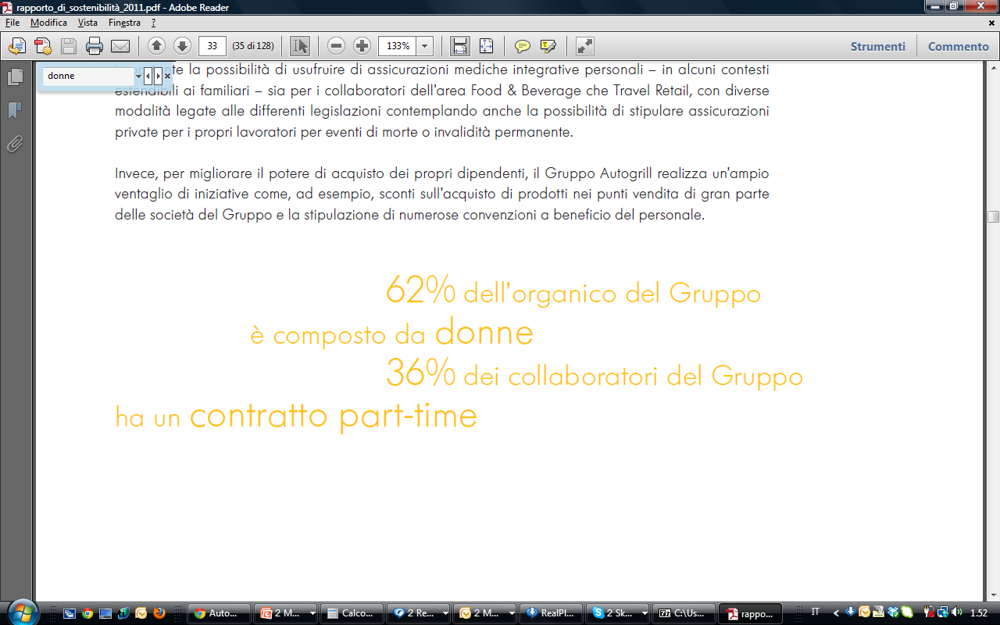 rapporto_di_sostenibilità_2011.pdf - Adobe Reader
File Modifica Vista Finestra ?
33 (35 di 128) 133% Strumenti Commento
donne
la possibilità di usufruire di assicurazioni mediche integrative personali – in alcuni contesti
estendibili ai familiari – sia per i collaboratori dell'area Food & Beverage che Travel Retail, con diverse
modalità legate alle differenti legislazioni contemplando anche la possibilità di stipulare assicurazioni
private per i propri lavoratori per eventi di morte o invalidità permanente.
Invece, per migliorare il potere di acquisto dei propri dipendenti, il Gruppo Autogrill realizza un'ampio
ventaglio di iniziative come, ad esempio, sconti sull'acquisto di prodotti nei punti vendita di gran parte
delle società del Gruppo e la stipulazione di numerose convenzioni a beneficio del personale.
62% dell'organico del Gruppo
è composto da donne
36% dei collaboratori del Gruppo
ha un contratto part-time
Auto... 2 M... Calco... 2 Re... 2 M... RealPl... 2 Sk... C:\Us... rappo... IT 1.52